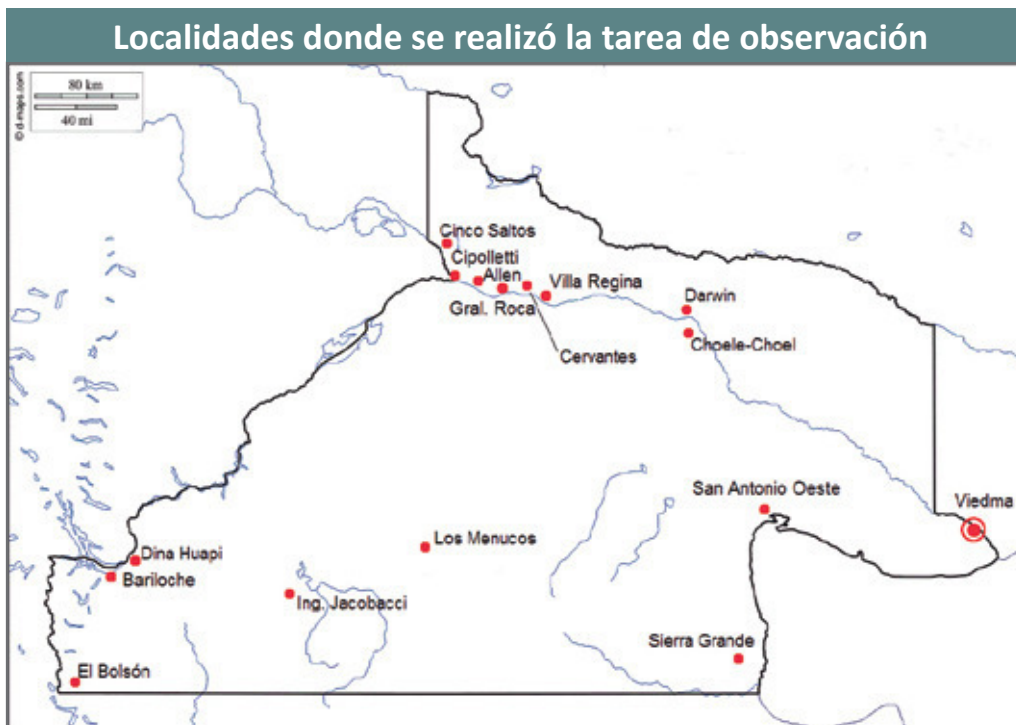 Localidades donde se realizó la tarea de observación
© d-maps.com
80 km
40 mi
Cinco Saltos
Cipolletti
Allen
Gral. Roca
Villa Regina
Cervantes
Darwin
Choele-Choel
San Antonio Oeste
Viedma
Los Menucos
Dina Huapi
Bariloche
Ing. Jacobacci
Sierra Grande
El Bolsón